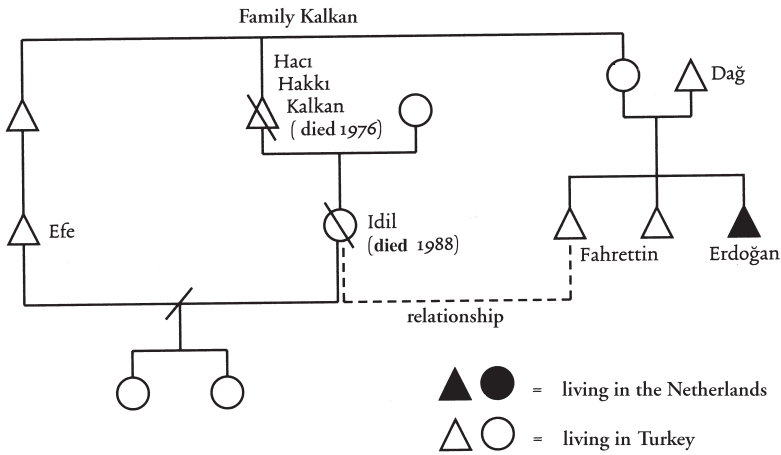 Family Kalkan
Hacı
Hakkı
Kalkan
( died 1976)
Dağ
Efe
Idil
(died 1988)
Fahrettin
Erdoğan
relationship
= living in the Netherlands
= living in Turkey